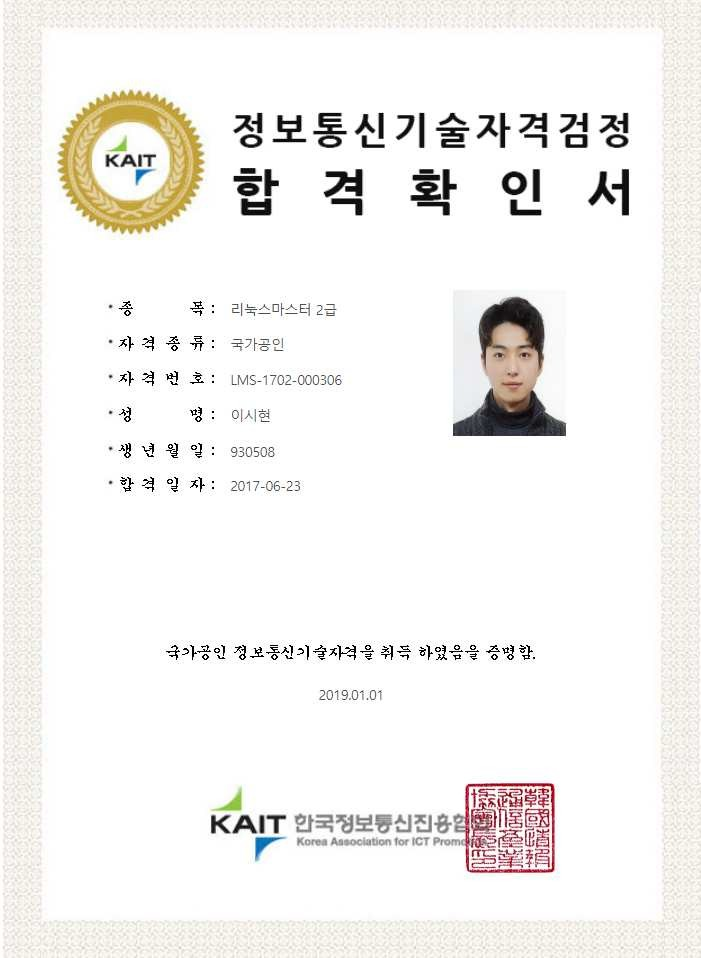 KAIT
정보통신기술자격검정
합격확인서
* 종 목 : 리눅스마스터 2급
* 자격종류 : 국가공인
* 자격번호 : LMS-1702-000306
* 성 명 : 이시현
* 생년월일 : 930508
* 합격일자 : 2017-06-23
국가공인 정보통신기술자격을 취득 하였음을 증명함.
2019.01.01
KAIT 한국정보통신진흥협회
Korea Association for ICT